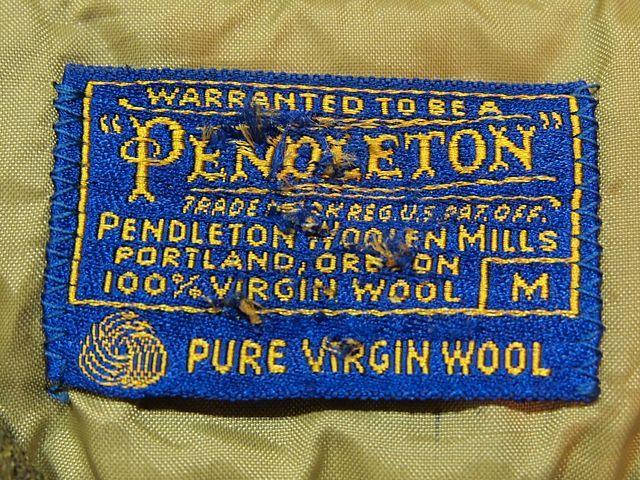 WARRANTED TO BE A
"PENDLETON"
TRADE MARK REG. U.S. PAT. OFF.
PENDLETON WOOLEN MILLS
PORTLAND, OREGON
100% VIRGIN WOOL
M
PURE VIRGIN WOOL